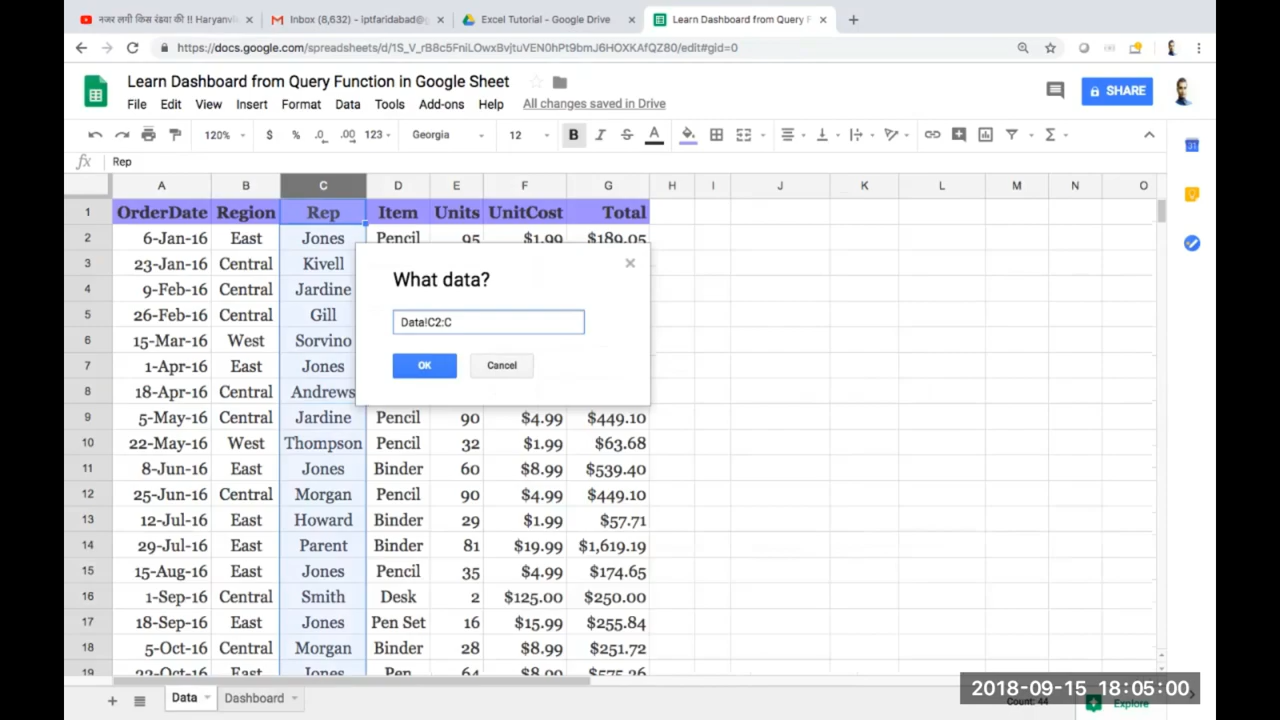 नजर लागी किस रंडवा की !! Haryanvi
Inbox (8,632) - iptfaridabad@g
Excel Tutorial - Google Drive
Learn Dashboard from Query F
https://docs.google.com/spreadsheets/d/1S_V_rB8c5FniLOwxBvjtuVEN0hPt9bmJ6HOXKAfQZ80/edit#gid=0
Learn Dashboard from Query Function in Google Sheet
File Edit View Insert Format Data Tools Add-ons Help All changes saved in Drive
SHARE
120% $ % .0 .00 123 Georgia 12 B I S A
fx Rep
A B C D E F G H I J K L M N O
1 OrderDate Region Rep Item Units UnitCost Total
2 6-Jan-16 East Jones Pencil 95 $1.99 $189.05
3 23-Jan-16 Central Kivell
4 9-Feb-16 Central Jardine
5 26-Feb-16 Central Gill
6 15-Mar-16 West Sorvino
7 1-Apr-16 East Jones
8 18-Apr-16 Central Andrews
What data?
Data!C2:C
OK Cancel
9 5-May-16 Central Jardine Pencil 90 $4.99 $449.10
10 22-May-16 West Thompson Pencil 32 $1.99 $63.68
11 8-Jun-16 East Jones Binder 60 $8.99 $539.40
12 25-Jun-16 Central Morgan Pencil 90 $4.99 $449.10
13 12-Jul-16 East Howard Binder 29 $1.99 $57.71
14 29-Jul-16 East Parent Binder 81 $19.99 $1,619.19
15 15-Aug-16 East Jones Pencil 35 $4.99 $174.65
16 1-Sep-16 Central Smith Desk 2 $125.00 $250.00
17 18-Sep-16 East Jones Pen Set 16 $15.99 $255.84
18 5-Oct-16 Central Morgan Binder 28 $8.99 $251.72
19 22-Oct-16 East Jones Pen 64 $8.99 $575.36
Data Dashboard
Count: 44 Explore
2018-09-15 18:05:00